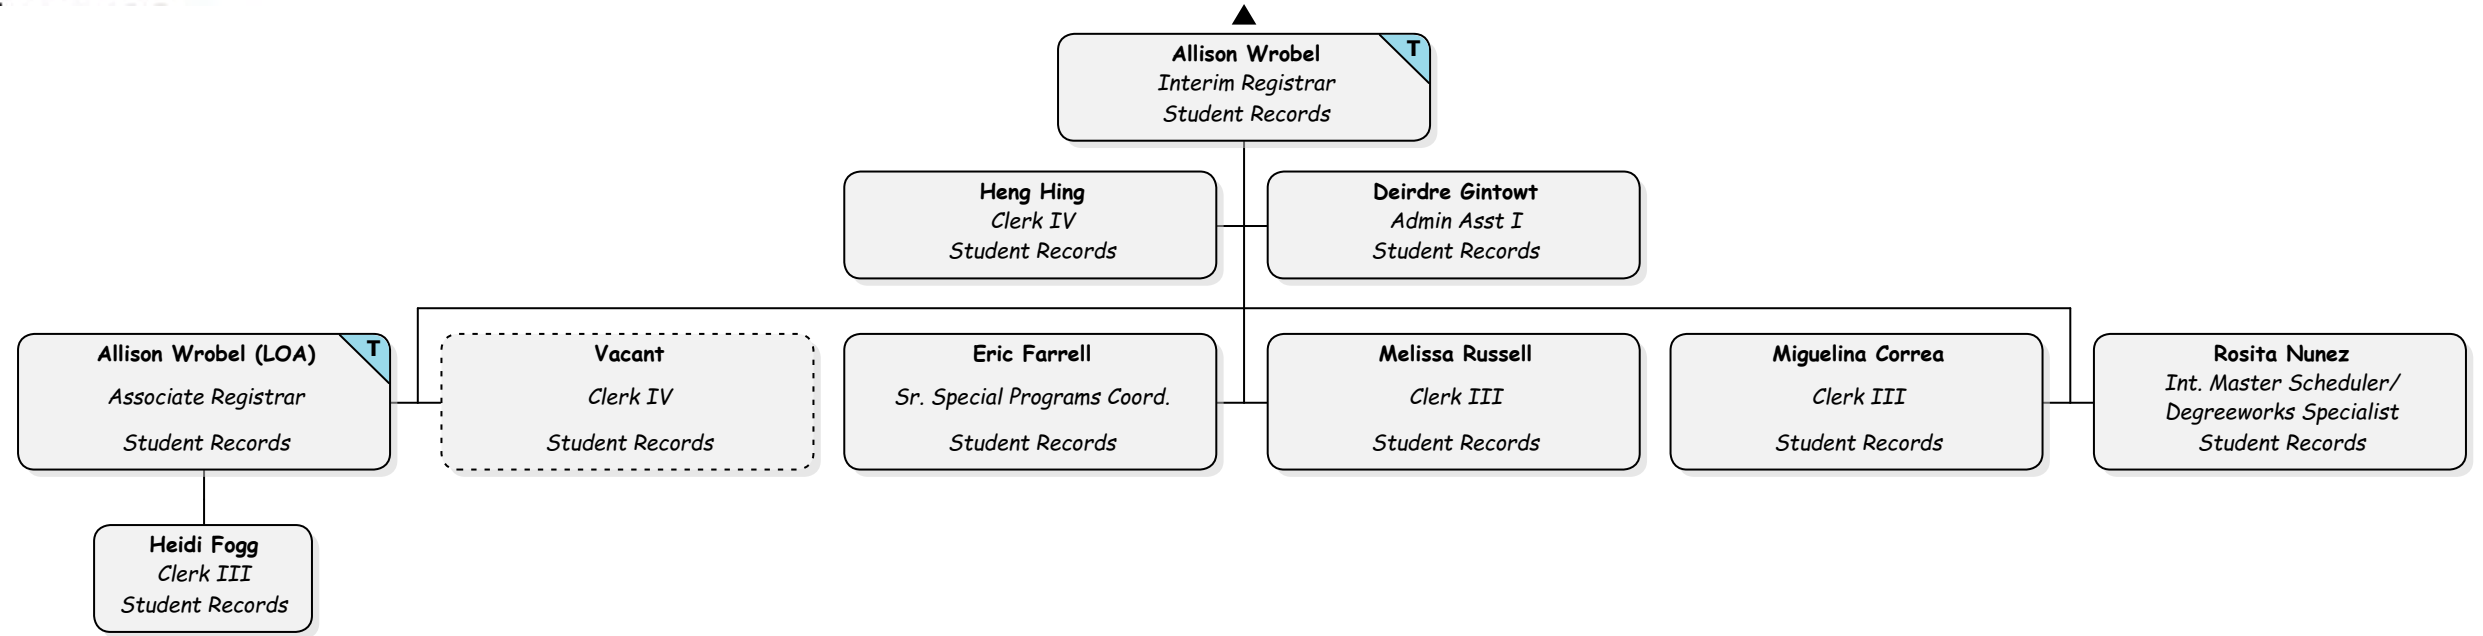 Allison Wrobel
T
Interim Registrar
Student Records
Heng Hing
Clerk IV
Student Records
Deirdre Gintowt
Admin Asst I
Student Records
Allison Wrobel (LOA)
T
Associate Registrar
Student Records
Vacant
Clerk IV
Student Records
Eric Farrell
Sr. Special Programs Coord.
Student Records
Melissa Russell
Clerk III
Student Records
Miguelina Correa
Clerk III
Student Records
Rosita Nunez
Int. Master Scheduler/
Degreeworks Specialist
Student Records
Heidi Fogg
Clerk III
Student Records